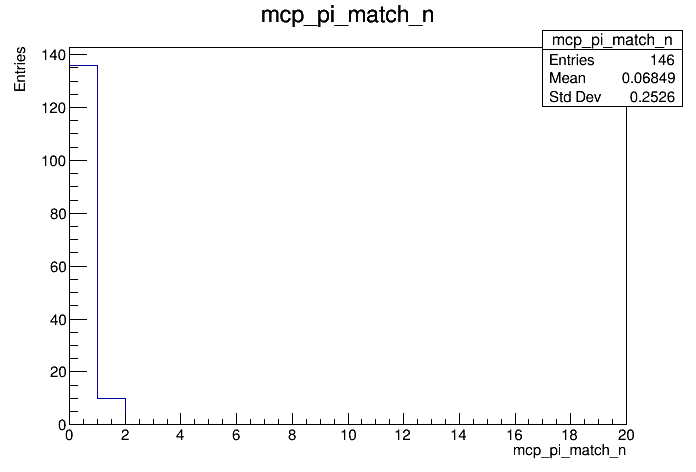 mcp_pi_match_n
mcp_pi_match_n
Entries 146
Mean 0.06849
Std Dev 0.2526
Entries
140
120
100
80
60
40
20
0
0 2 4 6 8 10 12 14 16 18 20
mcp_pi_match_n